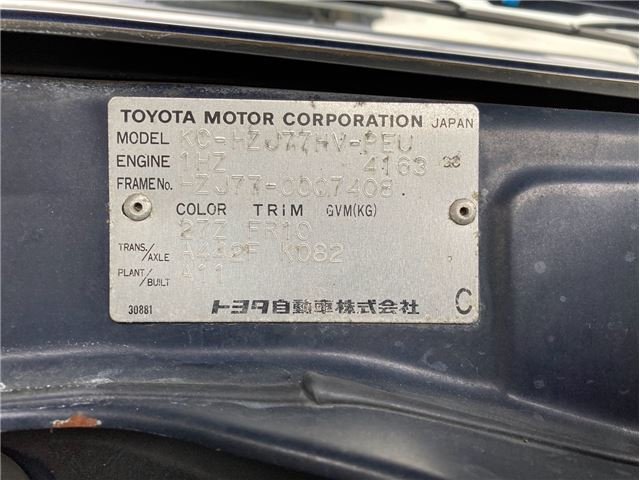 TOYOTA MOTOR CORPORATION JAPAN
MODEL KC-HZJ77HV-PEU
ENGINE 1HZ 4163 cc
FRAME No. HZJ77-0007408
COLOR TRIM GVM(KG)
27Z FR10
TRANS./AXLE A442F K082
PLANT/BUILT A11
30881 トヨタ自動車株式会社 C